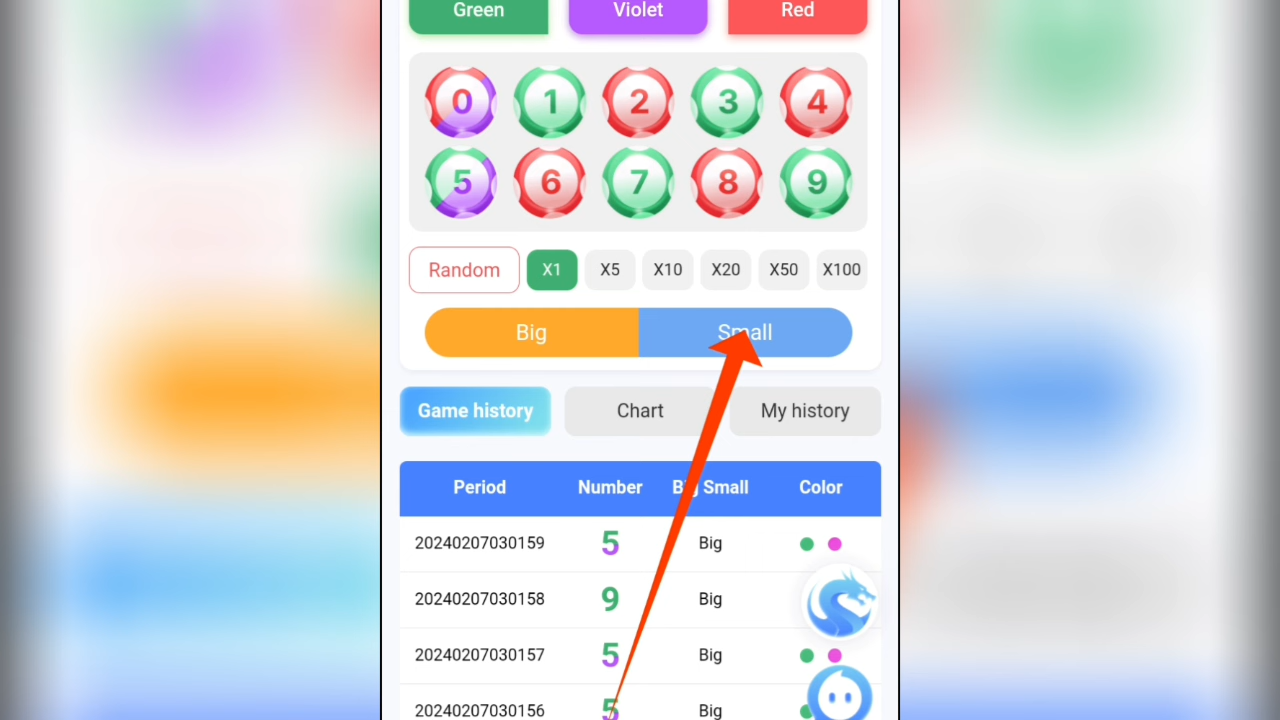 Green Violet Red
0 1 2 3 4
5 6 7 8 9
Random X1 X5 X10 X20 X50 X100
Big Small
Game history Chart My history
Period Number Big Small Color
20240207030159 5 Big
20240207030158 9 Big
20240207030157 5 Big
20240207030156 5